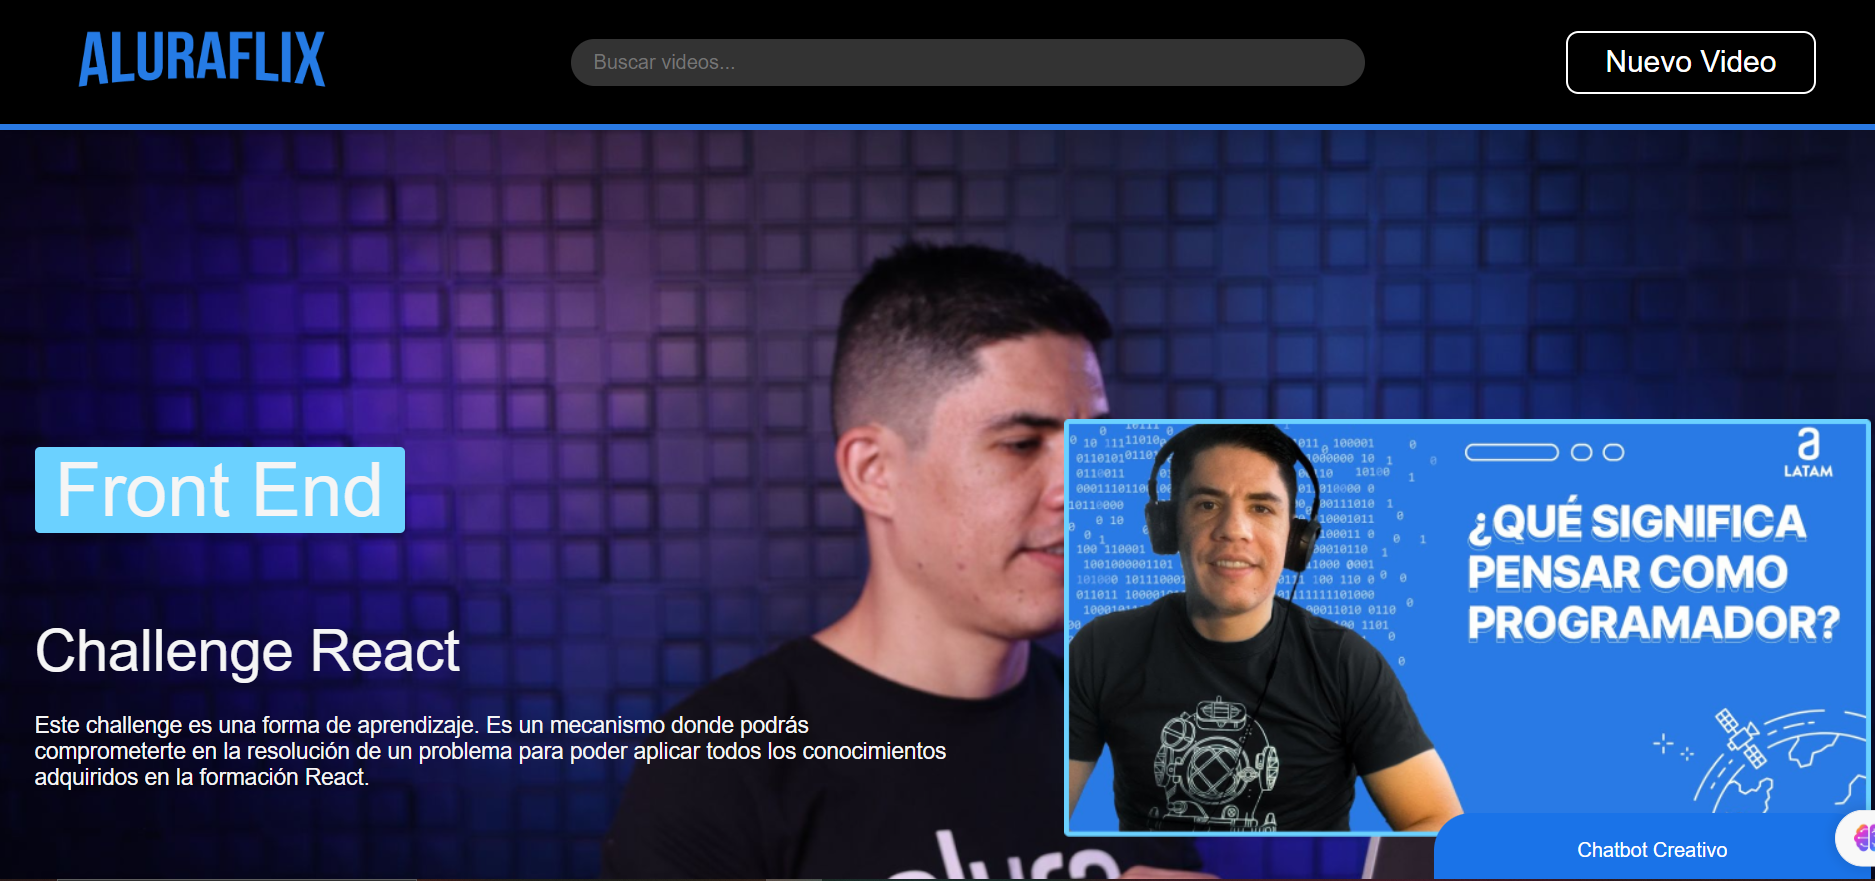 ALURAFLIX
Buscar videos...
Nuevo Video
Front End
Challenge React
Este challenge es una forma de aprendizaje. Es un mecanismo donde podrás
comprometerte en la resolución de un problema para poder aplicar todos los conocimientos
adquiridos en la formación React.
a
LATAM
¿QUÉ SIGNIFICA
PENSAR COMO
PROGRAMADOR?
Chatbot Creativo